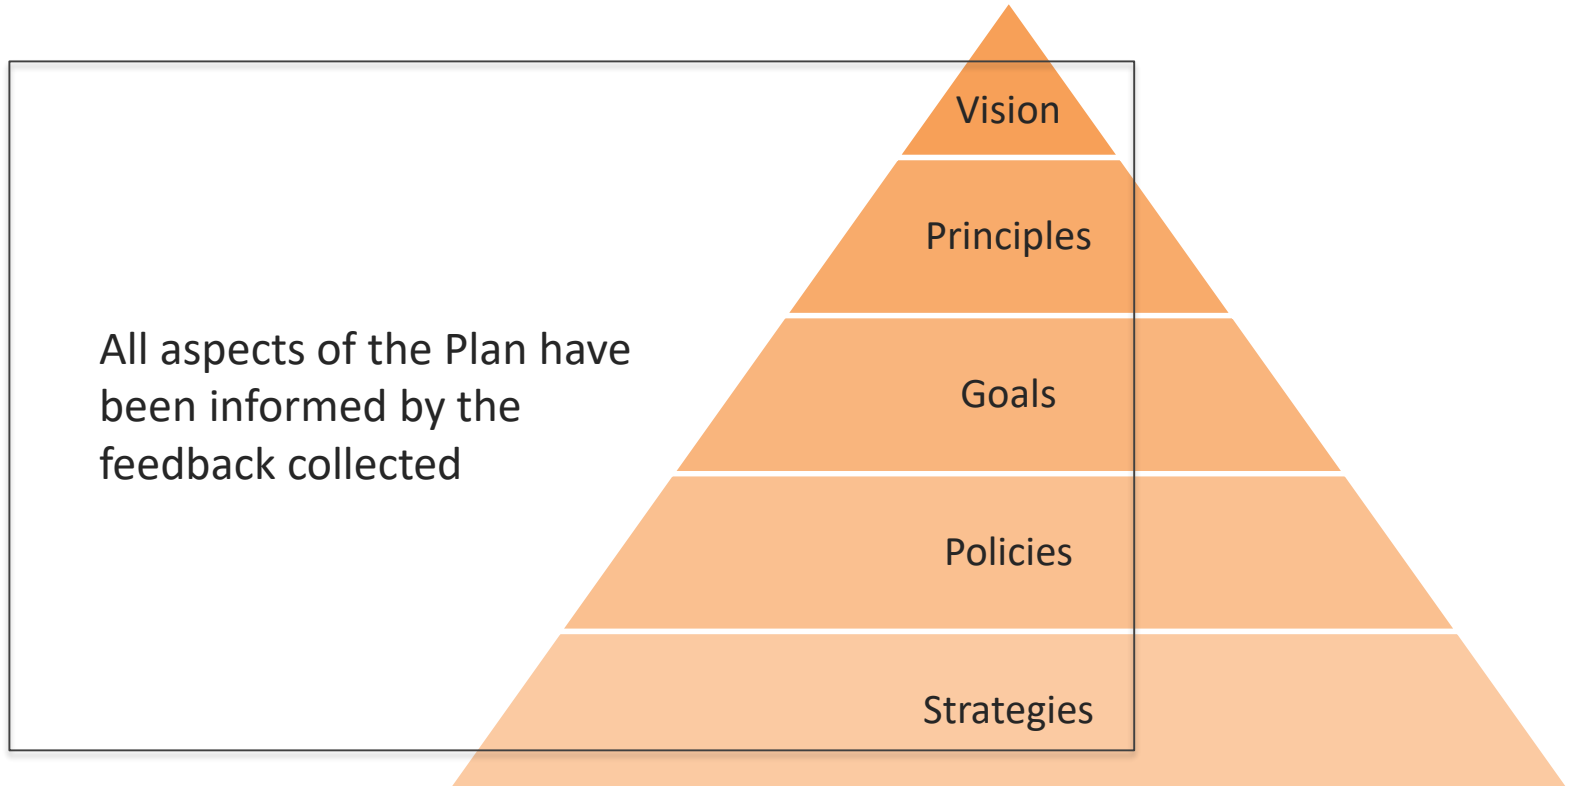 All aspects of the Plan have
been informed by the
feedback collected
Vision
Principles
Goals
Policies
Strategies